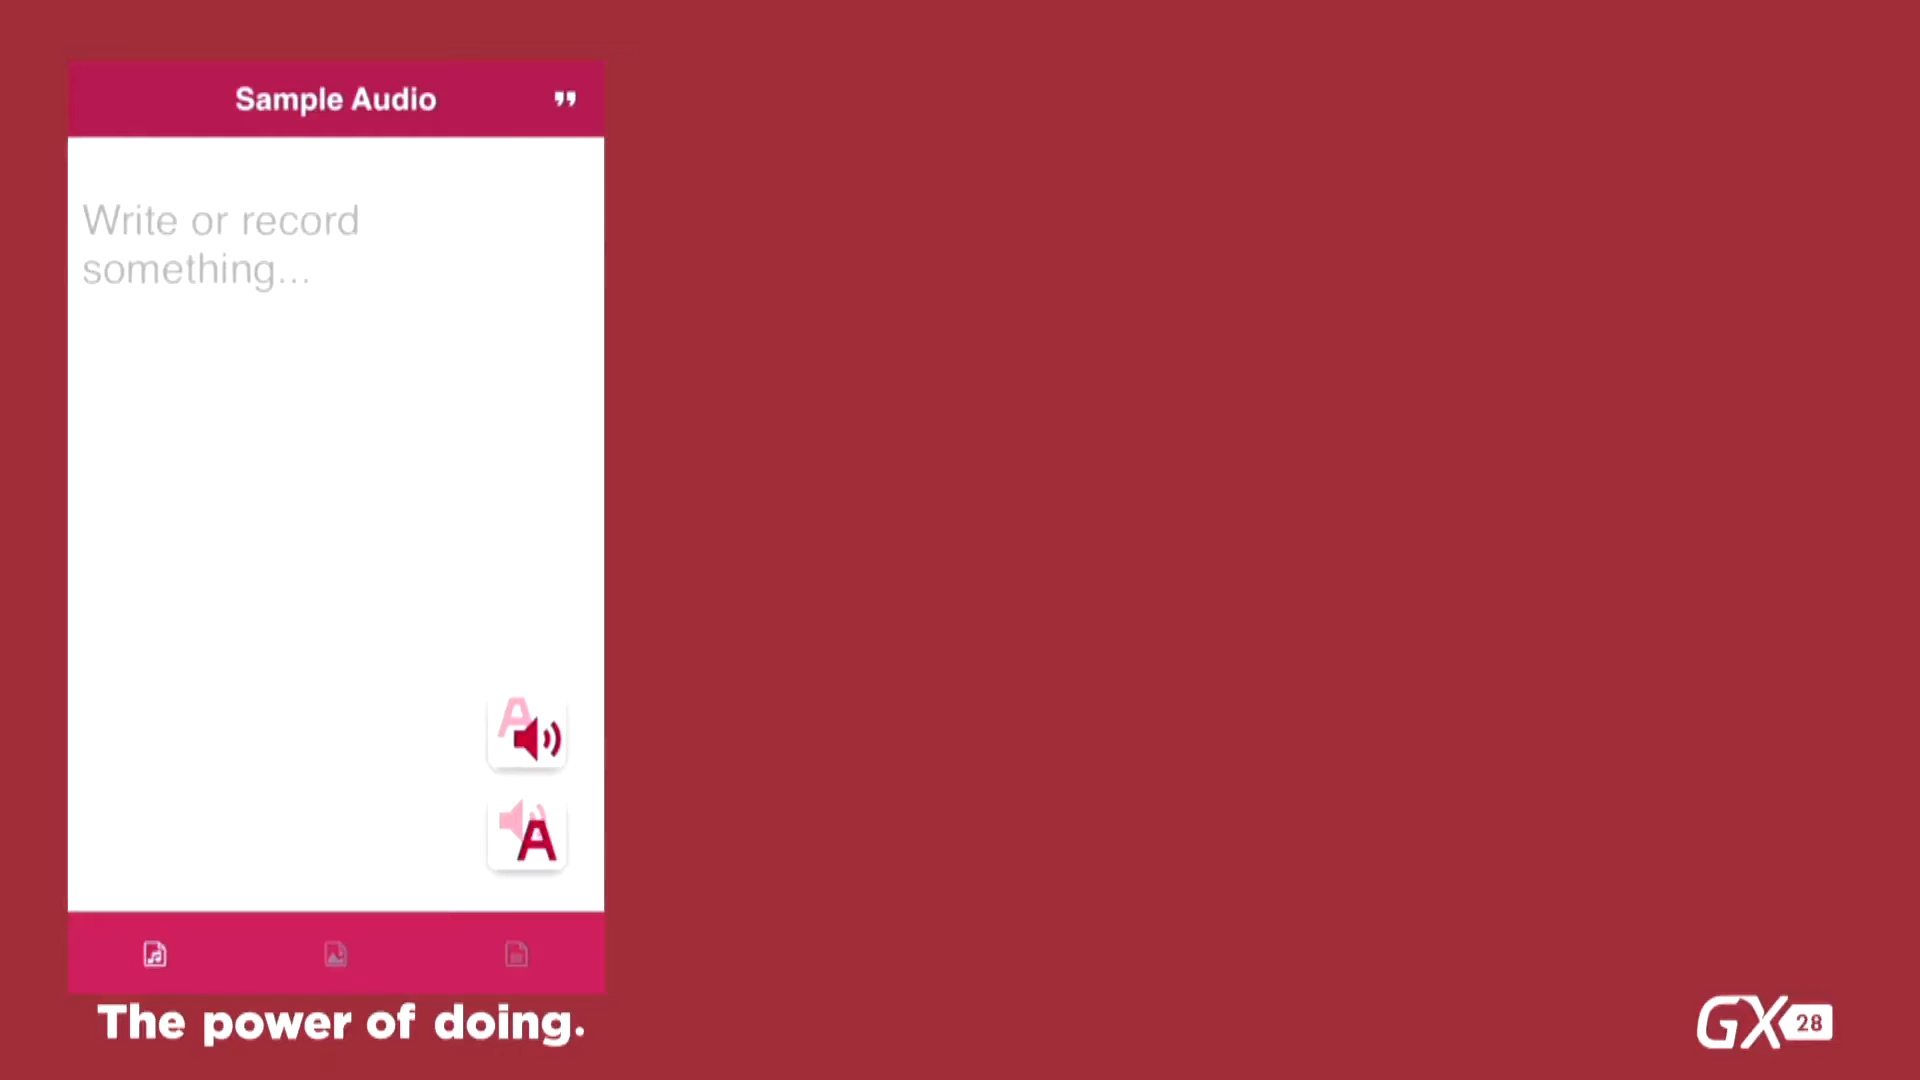 Sample Audio
Write or record
something...
The power of doing.
GX 28